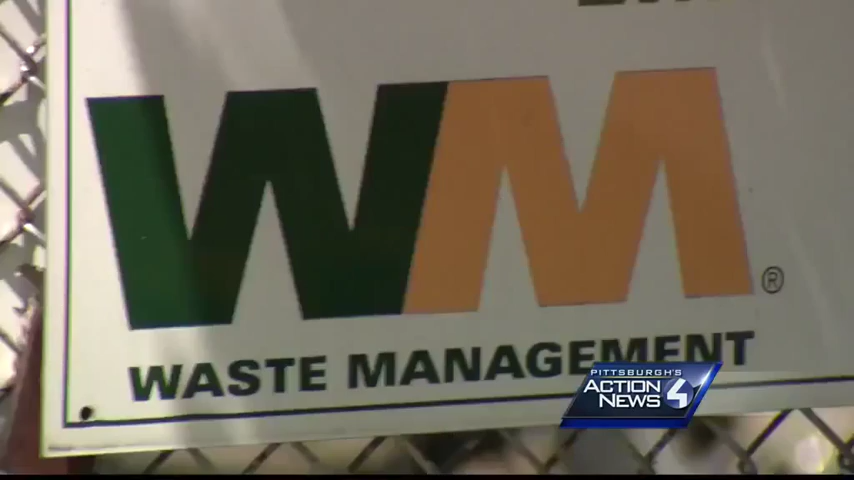 WM®
WASTE MANAGEMENT
PITTSBURGH'S
ACTION
NEWS 4